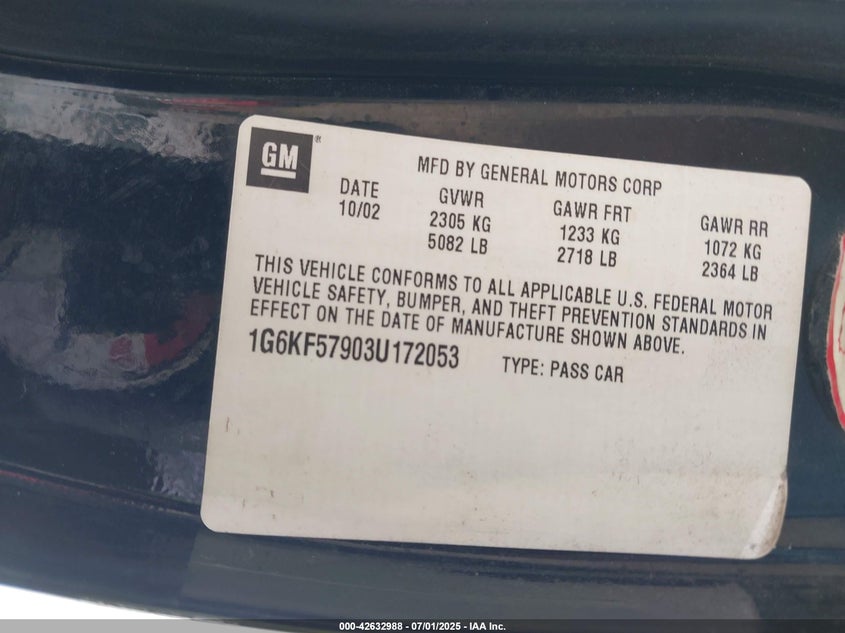 GM®
MFD BY GENERAL MOTORS CORP
DATE GVWR GAWR FRT GAWR RR
10/02 2305 KG 1233 KG 1072 KG
5082 LB 2718 LB 2364 LB
THIS VEHICLE CONFORMS TO ALL APPLICABLE U.S. FEDERAL MOTOR
VEHICLE SAFETY, BUMPER, AND THEFT PREVENTION STANDARDS IN
EFFECT ON THE DATE OF MANUFACTURE SHOWN ABOVE.
1G6KF57903U172053 TYPE: PASS CAR
000-42632988 - 07/01/2025 - IAA Inc.